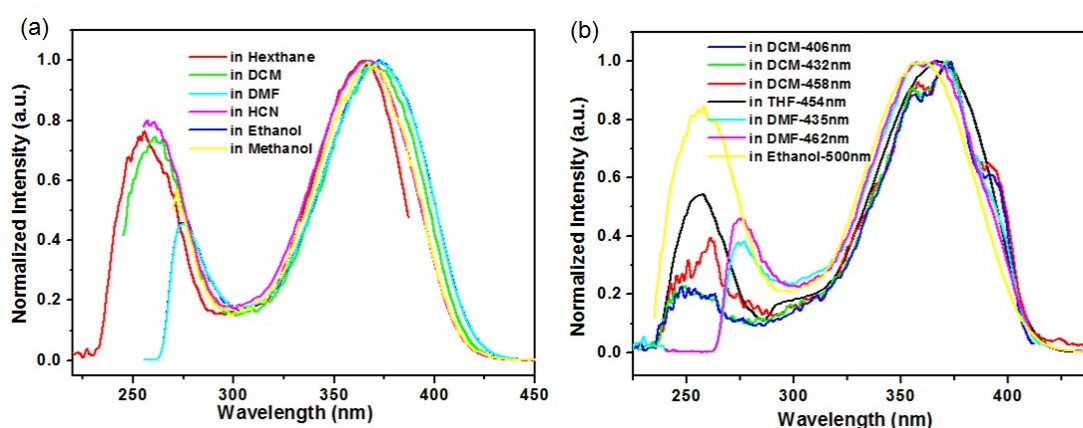 (a)
in Hexthane
in DCM
in DMF
in HCN
in Ethanol
in Methanol
Normalized Intensity (a.u.)
1.0
0.8
0.6
0.4
0.2
0.0
250 300 350 400 450
Wavelength (nm)
(b)
in DCM-406nm
in DCM-432nm
in DCM-458nm
in THF-454nm
in DMF-435nm
in DMF-462nm
in Ethanol-500nm
Normalized Intensity (a.u.)
1.0
0.8
0.6
0.4
0.2
0.0
250 300 350 400
Wavelength (nm)